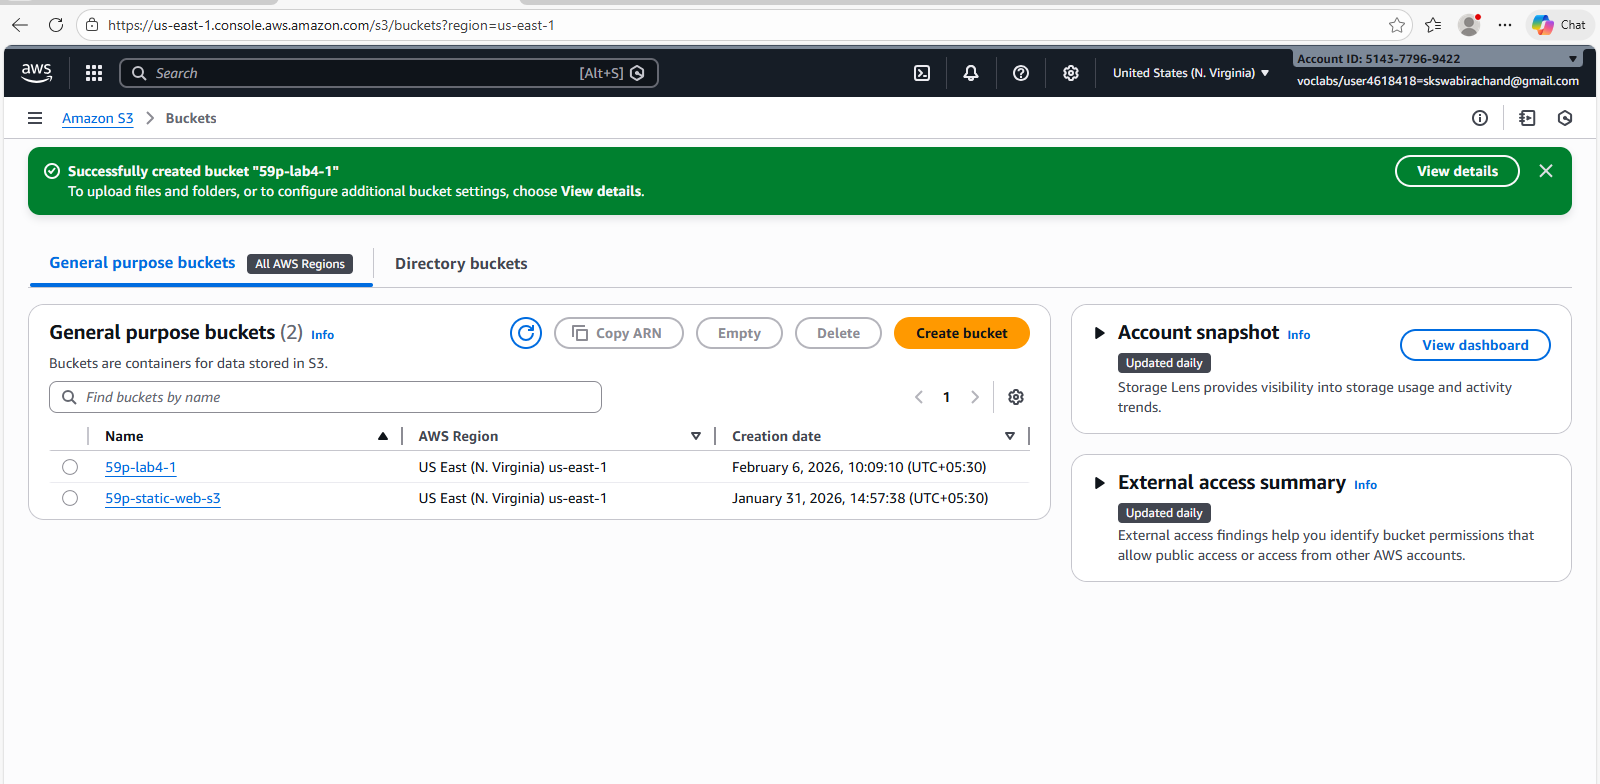 https://us-east-1.console.aws.amazon.com/s3/buckets?region=us-east-1
Chat
aws
Search
[Alt+S]
United States (N. Virginia)
Account ID: 5143-7796-9422
voclabs/user4618418=skswabirachand@gmail.com
Amazon S3 > Buckets
Successfully created bucket "59p-lab4-1"
To upload files and folders, or to configure additional bucket settings, choose View details.
View details
General purpose buckets All AWS Regions
Directory buckets
General purpose buckets (2) Info
Copy ARN
Empty
Delete
Create bucket
Buckets are containers for data stored in S3.
Find buckets by name
1
Name AWS Region Creation date
59p-lab4-1 US East (N. Virginia) us-east-1 February 6, 2026, 10:09:10 (UTC+05:30)
59p-static-web-s3 US East (N. Virginia) us-east-1 January 31, 2026, 14:57:38 (UTC+05:30)
Account snapshot Info
View dashboard
Updated daily
Storage Lens provides visibility into storage usage and activity
trends.
External access summary Info
Updated daily
External access findings help you identify bucket permissions that
allow public access or access from other AWS accounts.